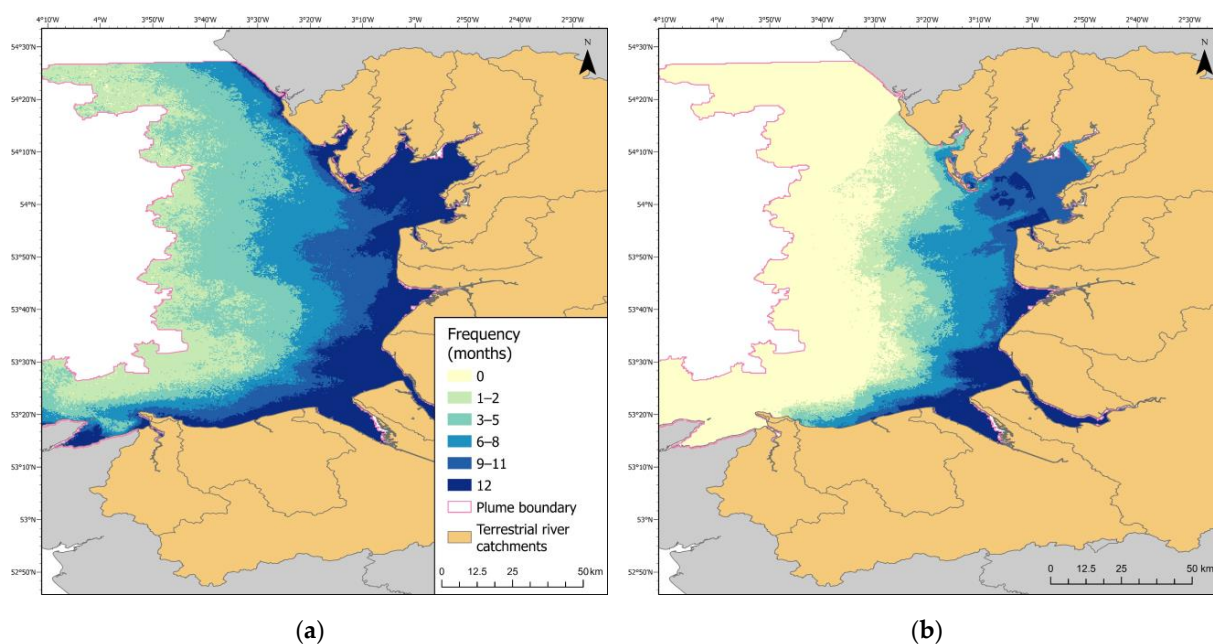 4°10'W 4°0'W 3°50'W 3°40'W 3°30'W 3°20'W 3°10'W 3°0'W 2°50'W 2°40'W 2°30'W
54°30'N
54°20'N
54°10'N
54°N
53°50'N
53°40'N
53°30'N
53°20'N
53°10'N
53°N
52°50'N
N
Frequency
(months)
0
1–2
3–5
6–8
9–11
12
Plume boundary
Terrestrial river
catchments
0 12.5 25 50 km
(a)
4°10'W 4°0'W 3°50'W 3°40'W 3°30'W 3°20'W 3°10'W 3°0'W 2°50'W 2°40'W 2°30'W
54°30'N
54°20'N
54°10'N
54°N
53°50'N
53°40'N
53°30'N
53°20'N
53°10'N
53°N
52°50'N
N
0 12.5 25 50 km
(b)